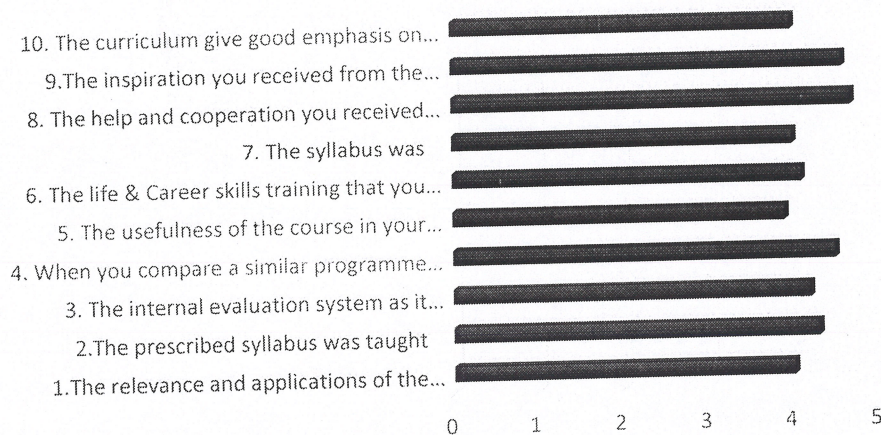 10. The curriculum give good emphasis on...
9.The inspiration you received from the...
8. The help and cooperation you received...
7. The syllabus was
6. The life & Career skills training that you...
5. The usefulness of the course in your...
4. When you compare a similar programme...
3. The internal evaluation system as it...
2.The prescribed syllabus was taught
1.The relevance and applications of the...
0 1 2 3 4 5